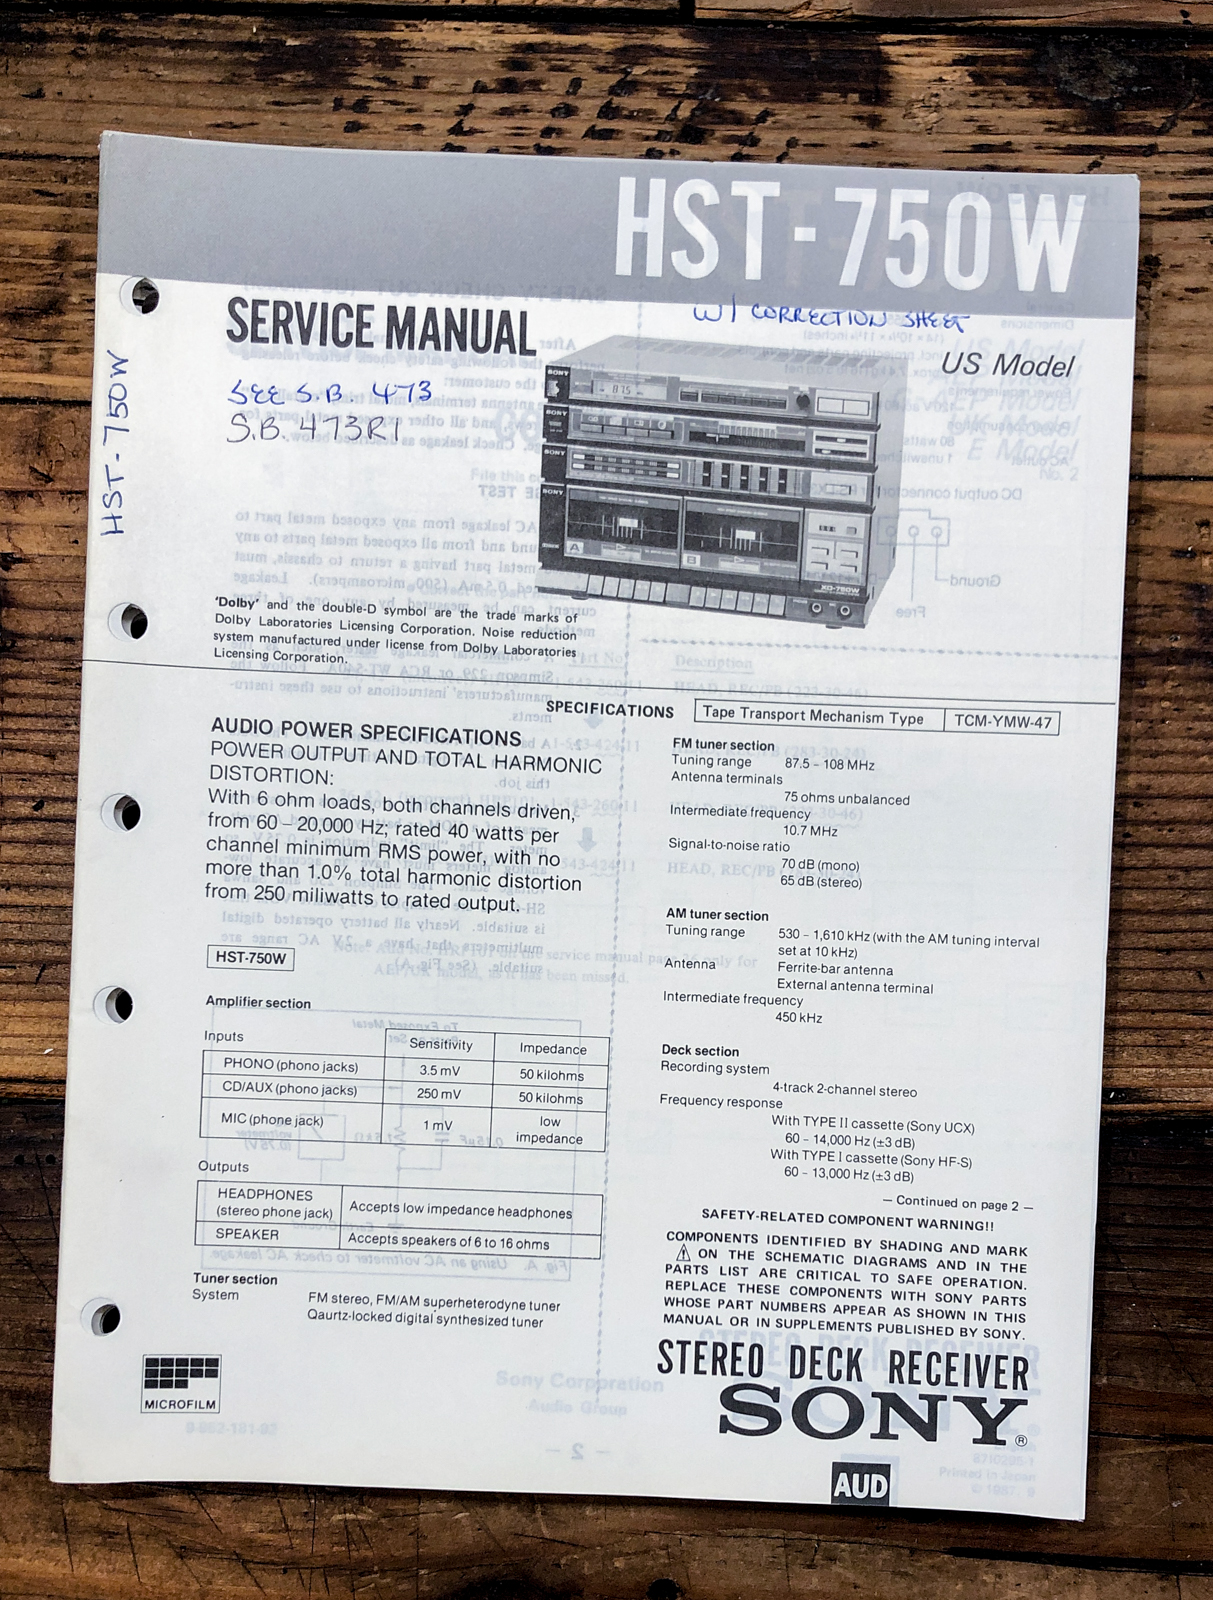 HST-750W
W/ CORRECTION SHEET
SERVICE MANUAL
US Model
SEE S.B. 473
S.B. 473R1
HST-750W
SONY
87.5
SONY
SONY
SONY
A
B
XO-750W
'Dolby' and the double-D symbol are the trade marks of
Dolby Laboratories Licensing Corporation. Noise reduction
system manufactured under license from Dolby Laboratories
Licensing Corporation.
SPECIFICATIONS
Tape Transport Mechanism Type TCM-YMW-47
AUDIO POWER SPECIFICATIONS
POWER OUTPUT AND TOTAL HARMONIC
DISTORTION:
With 6 ohm loads, both channels driven,
from 60 – 20,000 Hz; rated 40 watts per
channel minimum RMS power, with no
more than 1.0% total harmonic distortion
from 250 miliwatts to rated output.
HST-750W
Amplifier section
Inputs Sensitivity Impedance
PHONO (phono jacks) 3.5 mV 50 kilohms
CD/AUX (phono jacks) 250 mV 50 kilohms
MIC (phone jack) 1 mV low
impedance
Outputs
HEADPHONES
(stereo phone jack) Accepts low impedance headphones
SPEAKER Accepts speakers of 6 to 16 ohms
Tuner section
System FM stereo, FM/AM superheterodyne tuner
Qaurtz-locked digital synthesized tuner
MICROFILM
FM tuner section
Tuning range 87.5 – 108 MHz
Antenna terminals
75 ohms unbalanced
Intermediate frequency
10.7 MHz
Signal-to-noise ratio
70 dB (mono)
65 dB (stereo)
AM tuner section
Tuning range 530 – 1,610 kHz (with the AM tuning interval
set at 10 kHz)
Antenna Ferrite-bar antenna
External antenna terminal
Intermediate frequency
450 kHz
Deck section
Recording system
4-track 2-channel stereo
Frequency response
With TYPE II cassette (Sony UCX)
60 – 14,000 Hz (±3 dB)
With TYPE I cassette (Sony HF-S)
60 – 13,000 Hz (±3 dB)
— Continued on page 2 —
SAFETY-RELATED COMPONENT WARNING!!
COMPONENTS IDENTIFIED BY SHADING AND MARK
⚠ ON THE SCHEMATIC DIAGRAMS AND IN THE
PARTS LIST ARE CRITICAL TO SAFE OPERATION.
REPLACE THESE COMPONENTS WITH SONY PARTS
WHOSE PART NUMBERS APPEAR AS SHOWN IN THIS
MANUAL OR IN SUPPLEMENTS PUBLISHED BY SONY.
STEREO DECK RECEIVER
SONY®
AUD